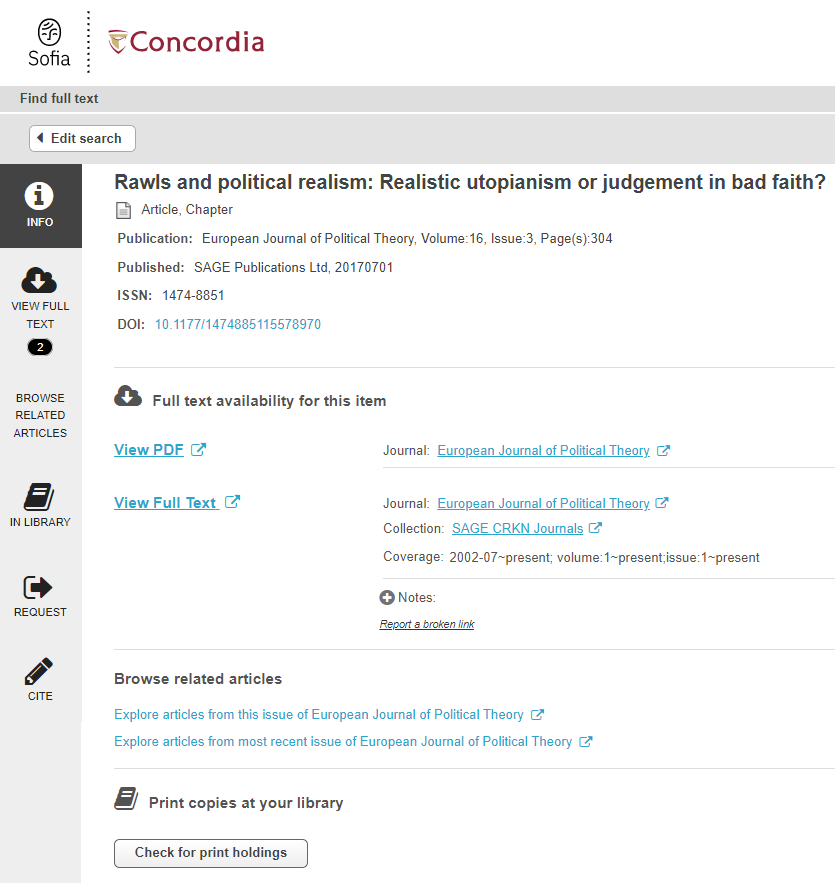 Sofia
Concordia
Find full text
Edit search
INFO
VIEW FULL
TEXT
2
BROWSE
RELATED
ARTICLES
IN LIBRARY
REQUEST
CITE
Rawls and political realism: Realistic utopianism or judgement in bad faith?
Article, Chapter
Publication: European Journal of Political Theory, Volume:16, Issue:3, Page(s):304
Published: SAGE Publications Ltd, 20170701
ISSN: 1474-8851
DOI: 10.1177/1474885115578970
Full text availability for this item
View PDF Journal: European Journal of Political Theory
View Full Text Journal: European Journal of Political Theory
Collection: SAGE CRKN Journals
Coverage: 2002-07~present; volume:1~present;issue:1~present
Notes:
Report a broken link
Browse related articles
Explore articles from this issue of European Journal of Political Theory
Explore articles from most recent issue of European Journal of Political Theory
Print copies at your library
Check for print holdings